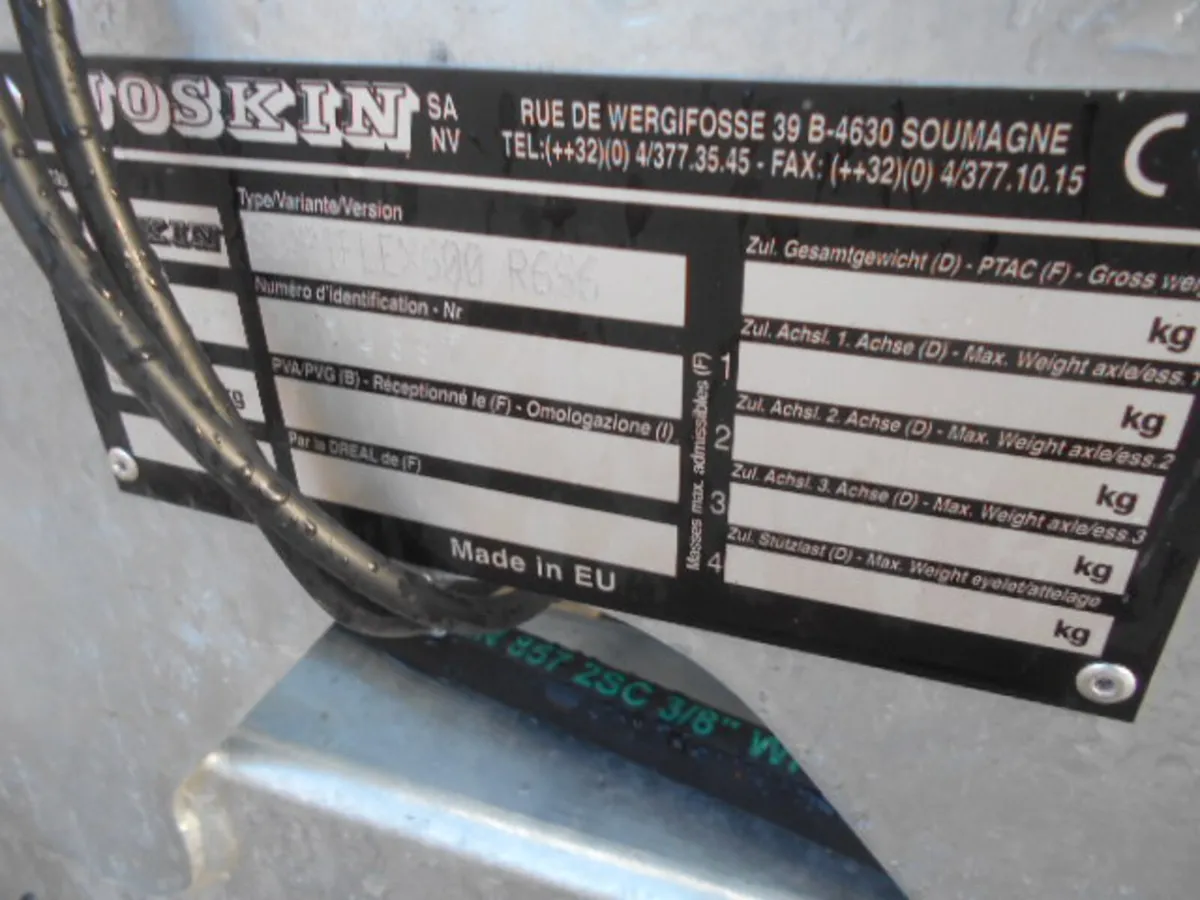 JOSKIN SA NV
RUE DE WERGIFOSSE 39 B-4630 SOUMAGNE
TEL:(++32)(0) 4/377.35.45 - FAX: (++32)(0) 4/377.10.15
Type/Variante/Version
R6S6
Numéro d'identification - Nr
PVA/PVG (B) - Réceptionné le (F) - Omologazione (I)
Par la DREAL de (F)
Made in EU
kg
Masses max. admissibles (F)
Zul. Gesamtgewicht (D) - PTAC (F) - Gross wei
kg
1 Zul. Achsl. 1. Achse (D) - Max. Weight axle/ess.1
kg
2 Zul. Achsl. 2. Achse (D) - Max. Weight axle/ess.2
kg
3 Zul. Achsl. 3. Achse (D) - Max. Weight axle/ess.3
kg
4 Zul. Stützlast (D) - Max. Weight eyelet/attelage
kg
N 857 2SC 3/8"